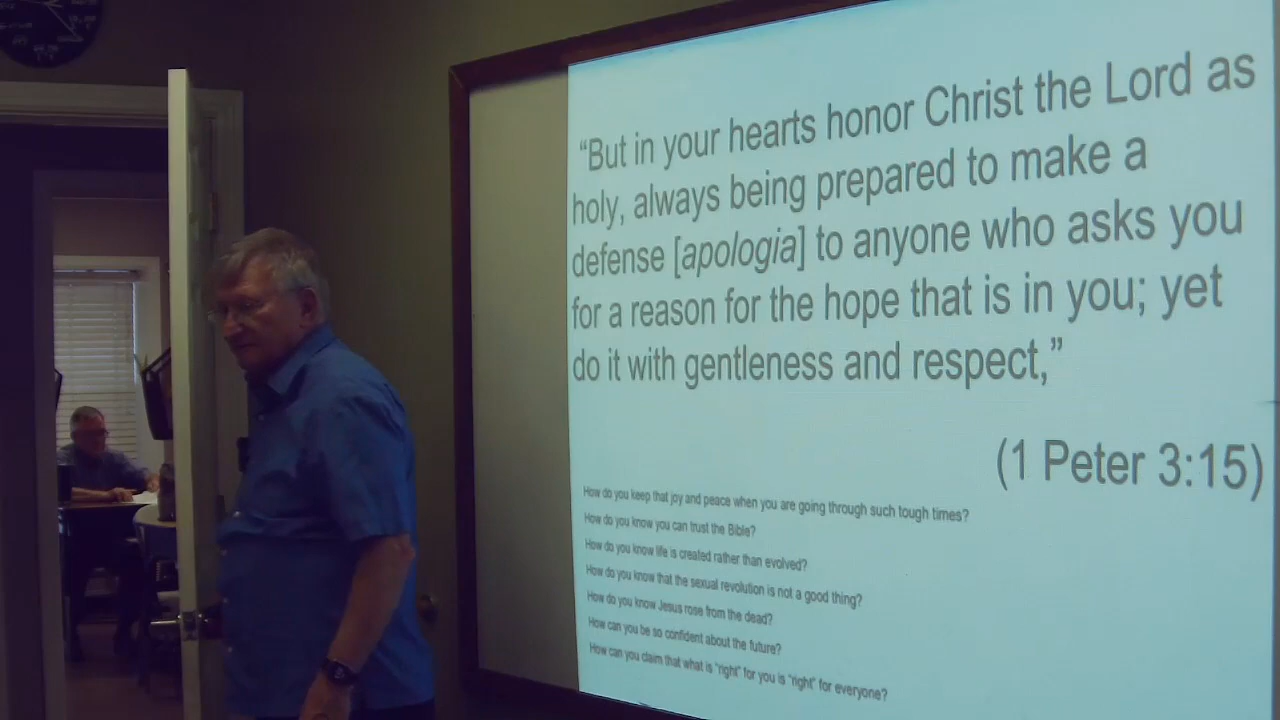 “But in your hearts honor Christ the Lord as
holy, always being prepared to make a
defense [apologia] to anyone who asks you
for a reason for the hope that is in you; yet
do it with gentleness and respect,”
(1 Peter 3:15)
How do you keep that joy and peace when you are going through such tough times?
How do you know you can trust the Bible?
How do you know life is created rather than evolved?
How do you know that the sexual revolution is not a good thing?
How do you know Jesus rose from the dead?
How can you be so confident about the future?
How can you claim that what is “right” for you is “right” for everyone?